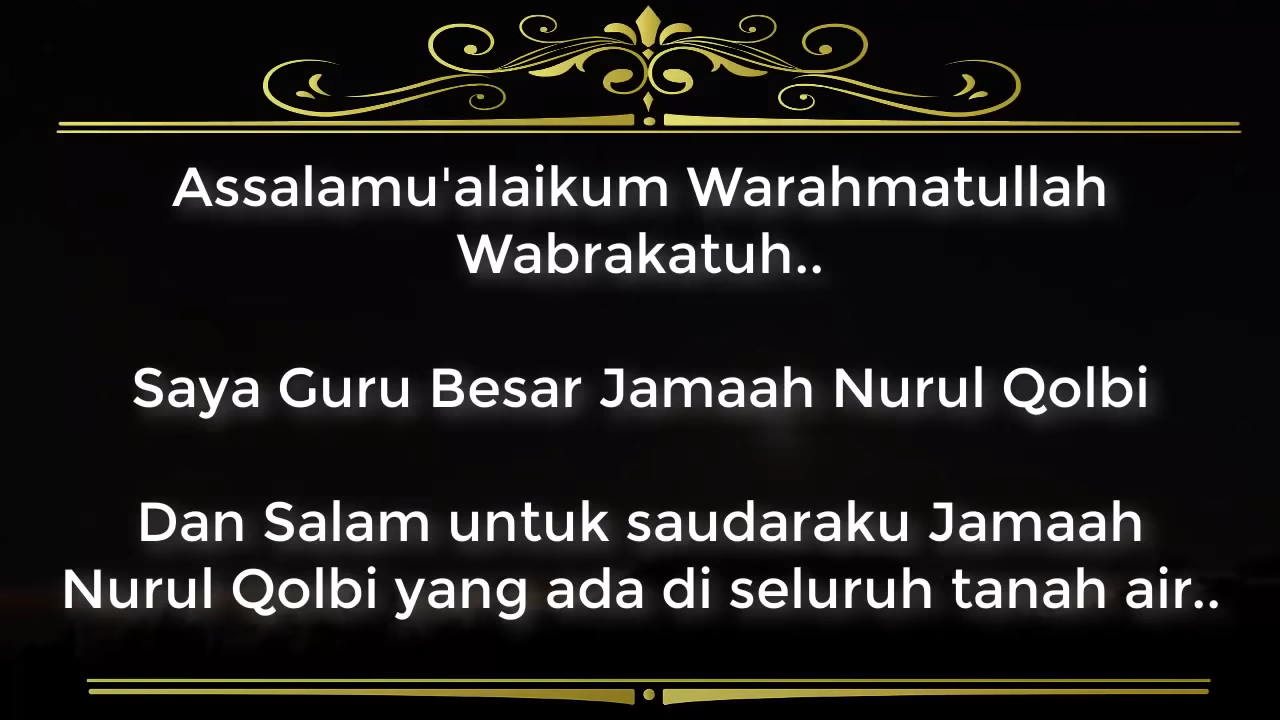 Assalamu'alaikum Warahmatullah
Wabrakatuh..
Saya Guru Besar Jamaah Nurul Qolbi
Dan Salam untuk saudaraku Jamaah
Nurul Qolbi yang ada di seluruh tanah air..